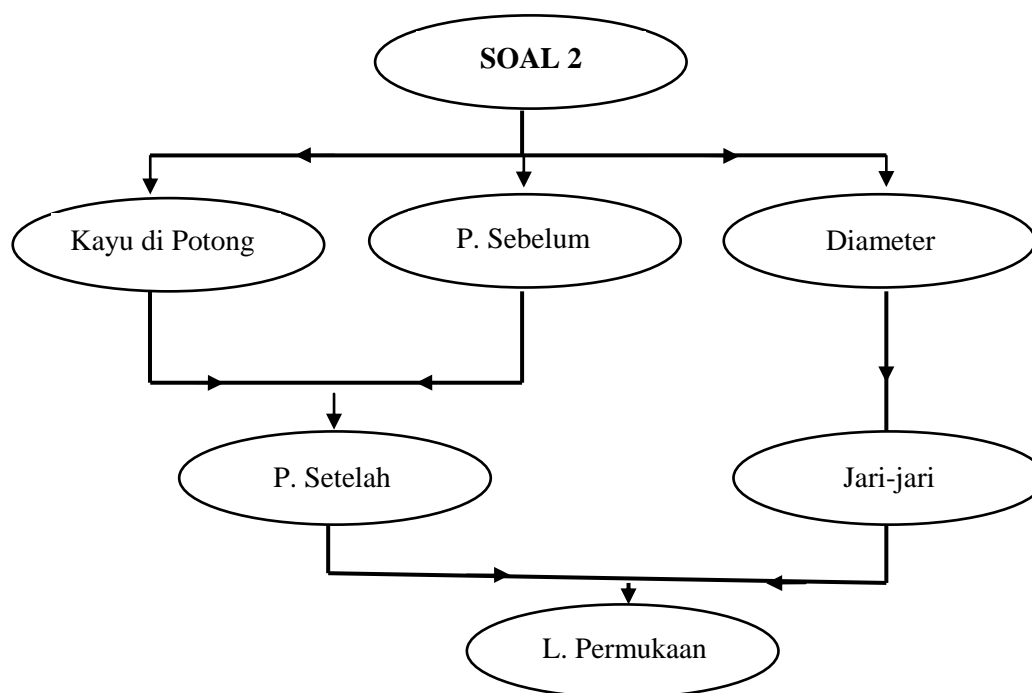 SOAL 2
Kayu di Potong
P. Sebelum
Diameter
P. Setelah
Jari-jari
L. Permukaan